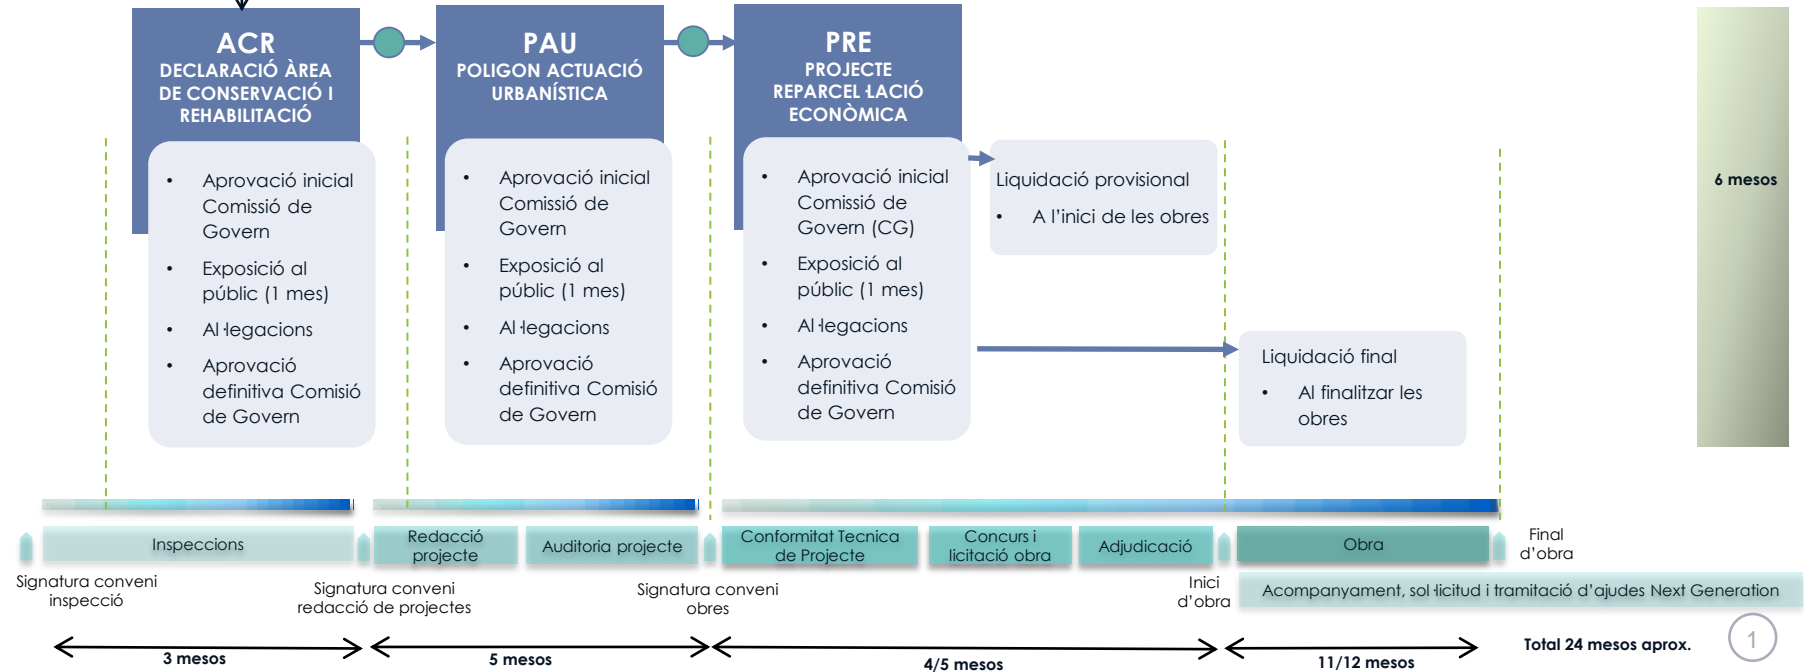 ACR
DECLARACIÓ ÀREA
DE CONSERVACIÓ I
REHABILITACIÓ
• Aprovació inicial
Comissió de
Govern
• Exposició al
públic (1 mes)
• Al·legacions
• Aprovació
definitiva Comisió
de Govern
PAU
POLIGON ACTUACIÓ
URBANÍSTICA
• Aprovació inicial
Comissió de
Govern
• Exposició al
públic (1 mes)
• Al·legacions
• Aprovació
definitiva Comisió
de Govern
PRE
PROJECTE
REPARCEL·LACIÓ
ECONÒMICA
• Aprovació inicial
Comissió de
Govern (CG)
• Exposició al
públic (1 mes)
• Al·legacions
• Aprovació
definitiva Comisió
de Govern
Liquidació provisional
• A l'inici de les obres
Liquidació final
• Al finalitzar les
obres
6 mesos
Inspeccions
Redacció
projecte
Auditoria projecte
Conformitat Tecnica
de Projecte
Concurs i
licitació obra
Adjudicació
Obra
Final
d'obra
Signatura conveni
inspecció
Signatura conveni
redacció de projectes
Signatura conveni
obres
Inici
d'obra
Acompanyament, sol·licitud i tramitació d'ajudes Next Generation
3 mesos
5 mesos
4/5 mesos
11/12 mesos
Total 24 mesos aprox.
1